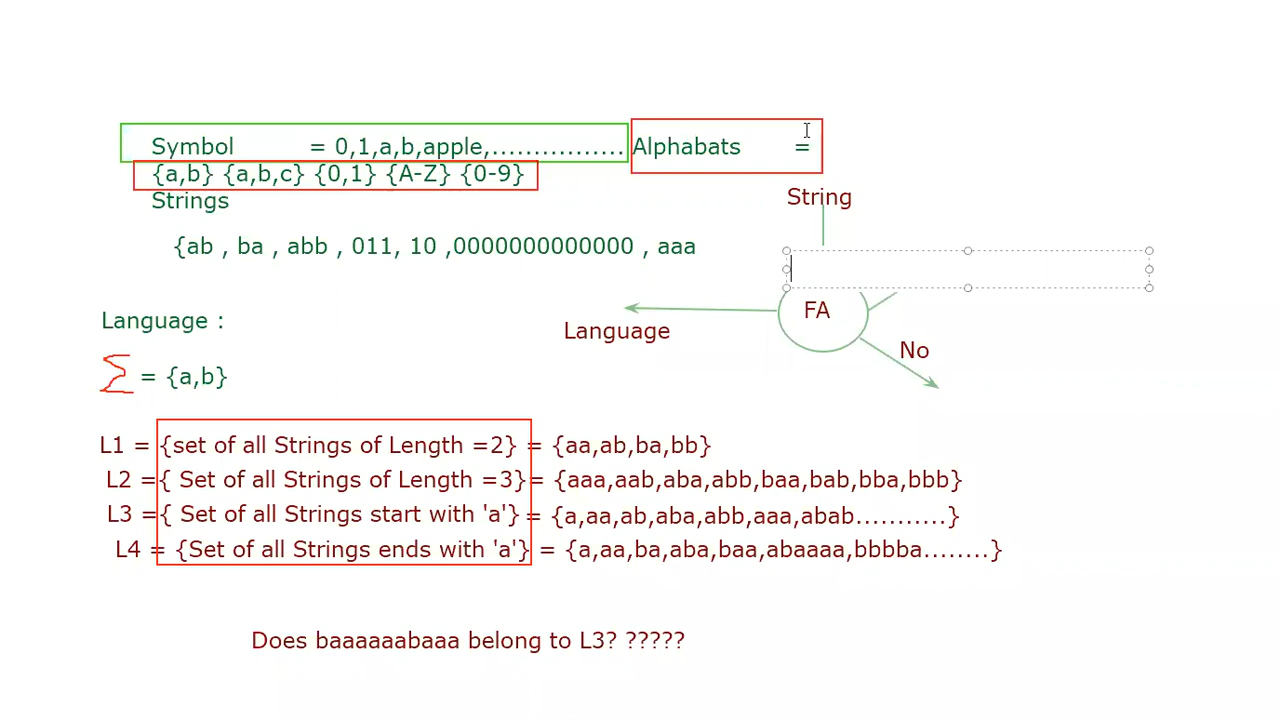 Symbol = 0,1,a,b,apple,................. Alphabats =
{a,b} {a,b,c} {0,1} {A-Z} {0-9}
Strings
String
{ab , ba , abb , 011, 10 ,0000000000000 , aaa
FA
Language :
Language
No
Σ = {a,b}
L1 = {set of all Strings of Length =2} = {aa,ab,ba,bb}
L2 ={ Set of all Strings of Length =3}= {aaa,aab,aba,abb,baa,bab,bba,bbb}
L3 ={ Set of all Strings start with 'a'} = {a,aa,ab,aba,abb,aaa,abab...........}
L4 = {Set of all Strings ends with 'a'} = {a,aa,ba,aba,baa,abaaaa,bbbba........}
Does baaaaaabaaa belong to L3? ?????